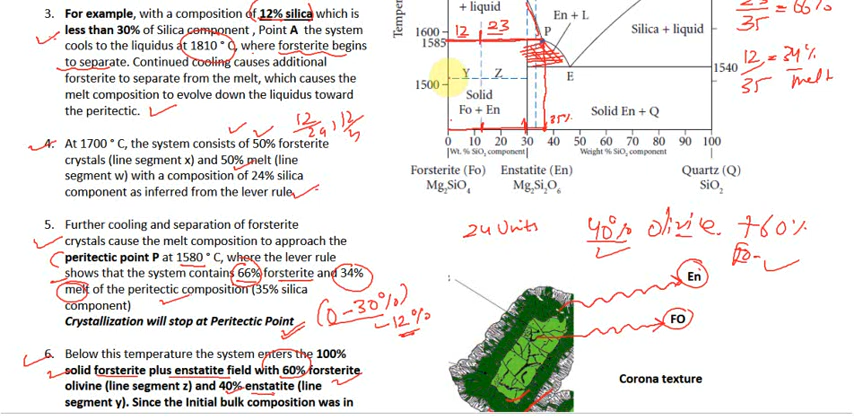 3. For example, with a composition of 12% silica which is
less than 30% of Silica component, Point A the system
cools to the liquidus at 1810 °C, where forsterite begins
to separate. Continued cooling causes additional
forsterite to separate from the melt, which causes the
melt composition to evolve down the liquidus toward
the peritectic.
4. At 1700 °C, the system consists of 50% forsterite
crystals (line segment x) and 50% melt (line
segment w) with a composition of 24% silica
component as inferred from the lever rule
5. Further cooling and separation of forsterite
crystals cause the melt composition to approach the
peritectic point P at 1580 °C, where the lever rule
shows that the system contains 66% forsterite and 34%
melt of the peritectic composition (35% silica
component)
Crystallization will stop at Peritectic Point
(0-30%)
12%
6. Below this temperature the system enters the 100%
solid forsterite plus enstatite field with 60% forsterite
olivine (line segment z) and 40% enstatite (line
segment y). Since the Initial bulk composition was in
+ liquid
En + L
P
12 23
1600
1585
Silica + liquid
1540
E
Y Z
1500
Solid
Fo + En
Solid En + Q
35%
0 10 20 30 40 50 60 70 80 90 100
Wt. % SiO2 component
Weight % SiO2 component
Forsterite (Fo) Enstatite (En) Quartz (Q)
Mg2SiO4 Mg2Si2O6 SiO2
35 = 66%
12 = 34%
35 melt
24 Units
40% olivine +60%
En
FO
Corona texture